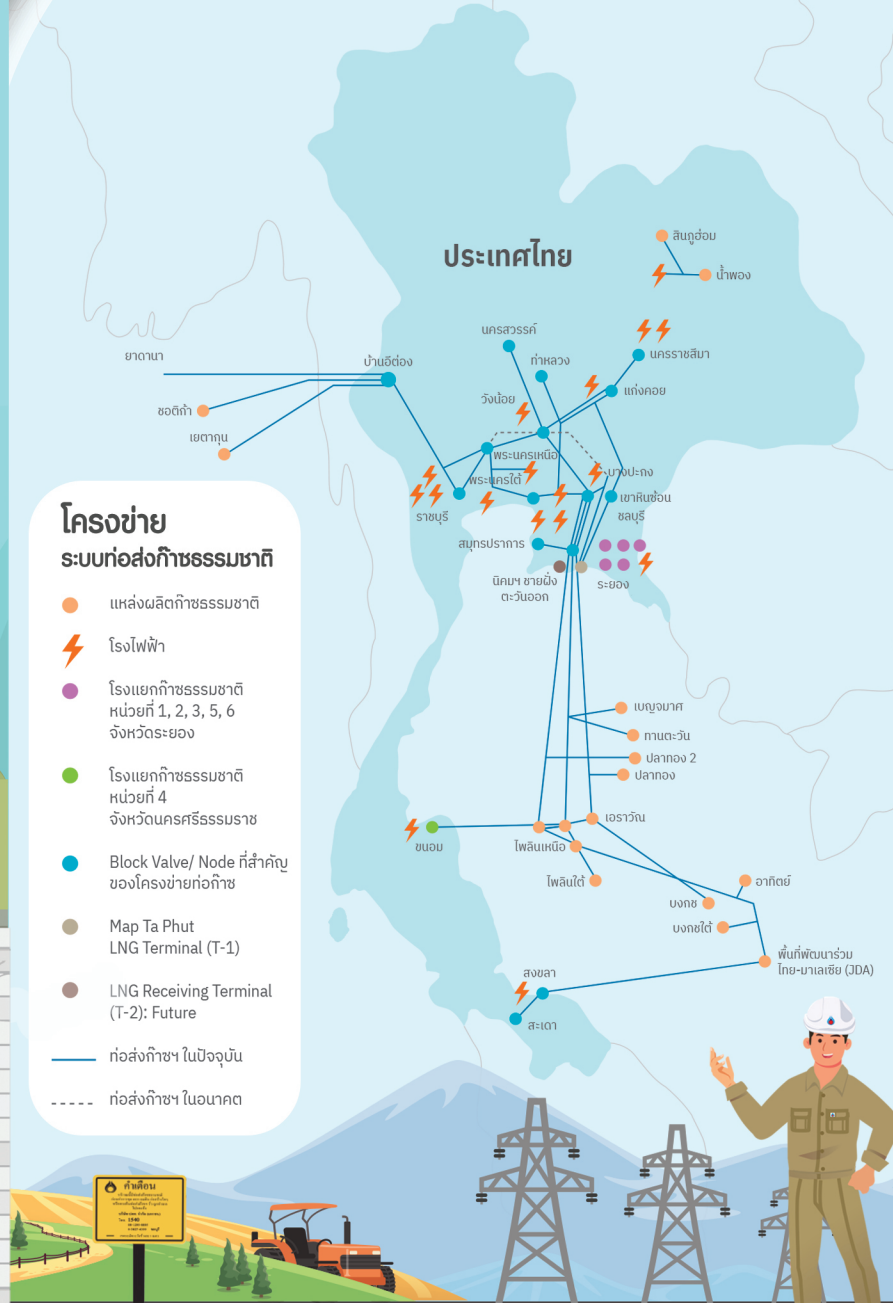 ประเทศไทย
สินภูฮ่อม
น้ำพอง
นครสวรรค์
ท่าหลวง
นครราชสีมา
ยาดานา
บ้านอีต่อง
แก่งคอย
วังน้อย
ซอติก้า
เยตากุน
พระนครเหนือ
บางปะกง
พระนครใต้
เขาหินซ้อน
ราชบุรี
ชลบุรี
สมุทรปราการ
นิคมฯ ชายฝั่ง
ตะวันออก
ระยอง
โครงข่าย
ระบบท่อส่งก๊าซธรรมชาติ
แหล่งผลิตก๊าซธรรมชาติ
โรงไฟฟ้า
โรงแยกก๊าซธรรมชาติ
หน่วยที่ 1, 2, 3, 5, 6
จังหวัดระยอง
โรงแยกก๊าซธรรมชาติ
หน่วยที่ 4
จังหวัดนครศรีธรรมราช
Block Valve/ Node ที่สำคัญ
ของโครงข่ายท่อก๊าซ
Map Ta Phut
LNG Terminal (T-1)
LNG Receiving Terminal
(T-2): Future
ท่อส่งก๊าซฯ ในปัจจุบัน
ท่อส่งก๊าซฯ ในอนาคต
เบญจมาศ
ทานตะวัน
ปลาทอง 2
ปลาทอง
เอราวัณ
ขนอม
ไพลินเหนือ
ไพลินใต้
อาทิตย์
บงกช
บงกชใต้
พื้นที่พัฒนาร่วม
ไทย-มาเลเซีย (JDA)
สงขลา
สะเดา
คำเตือน